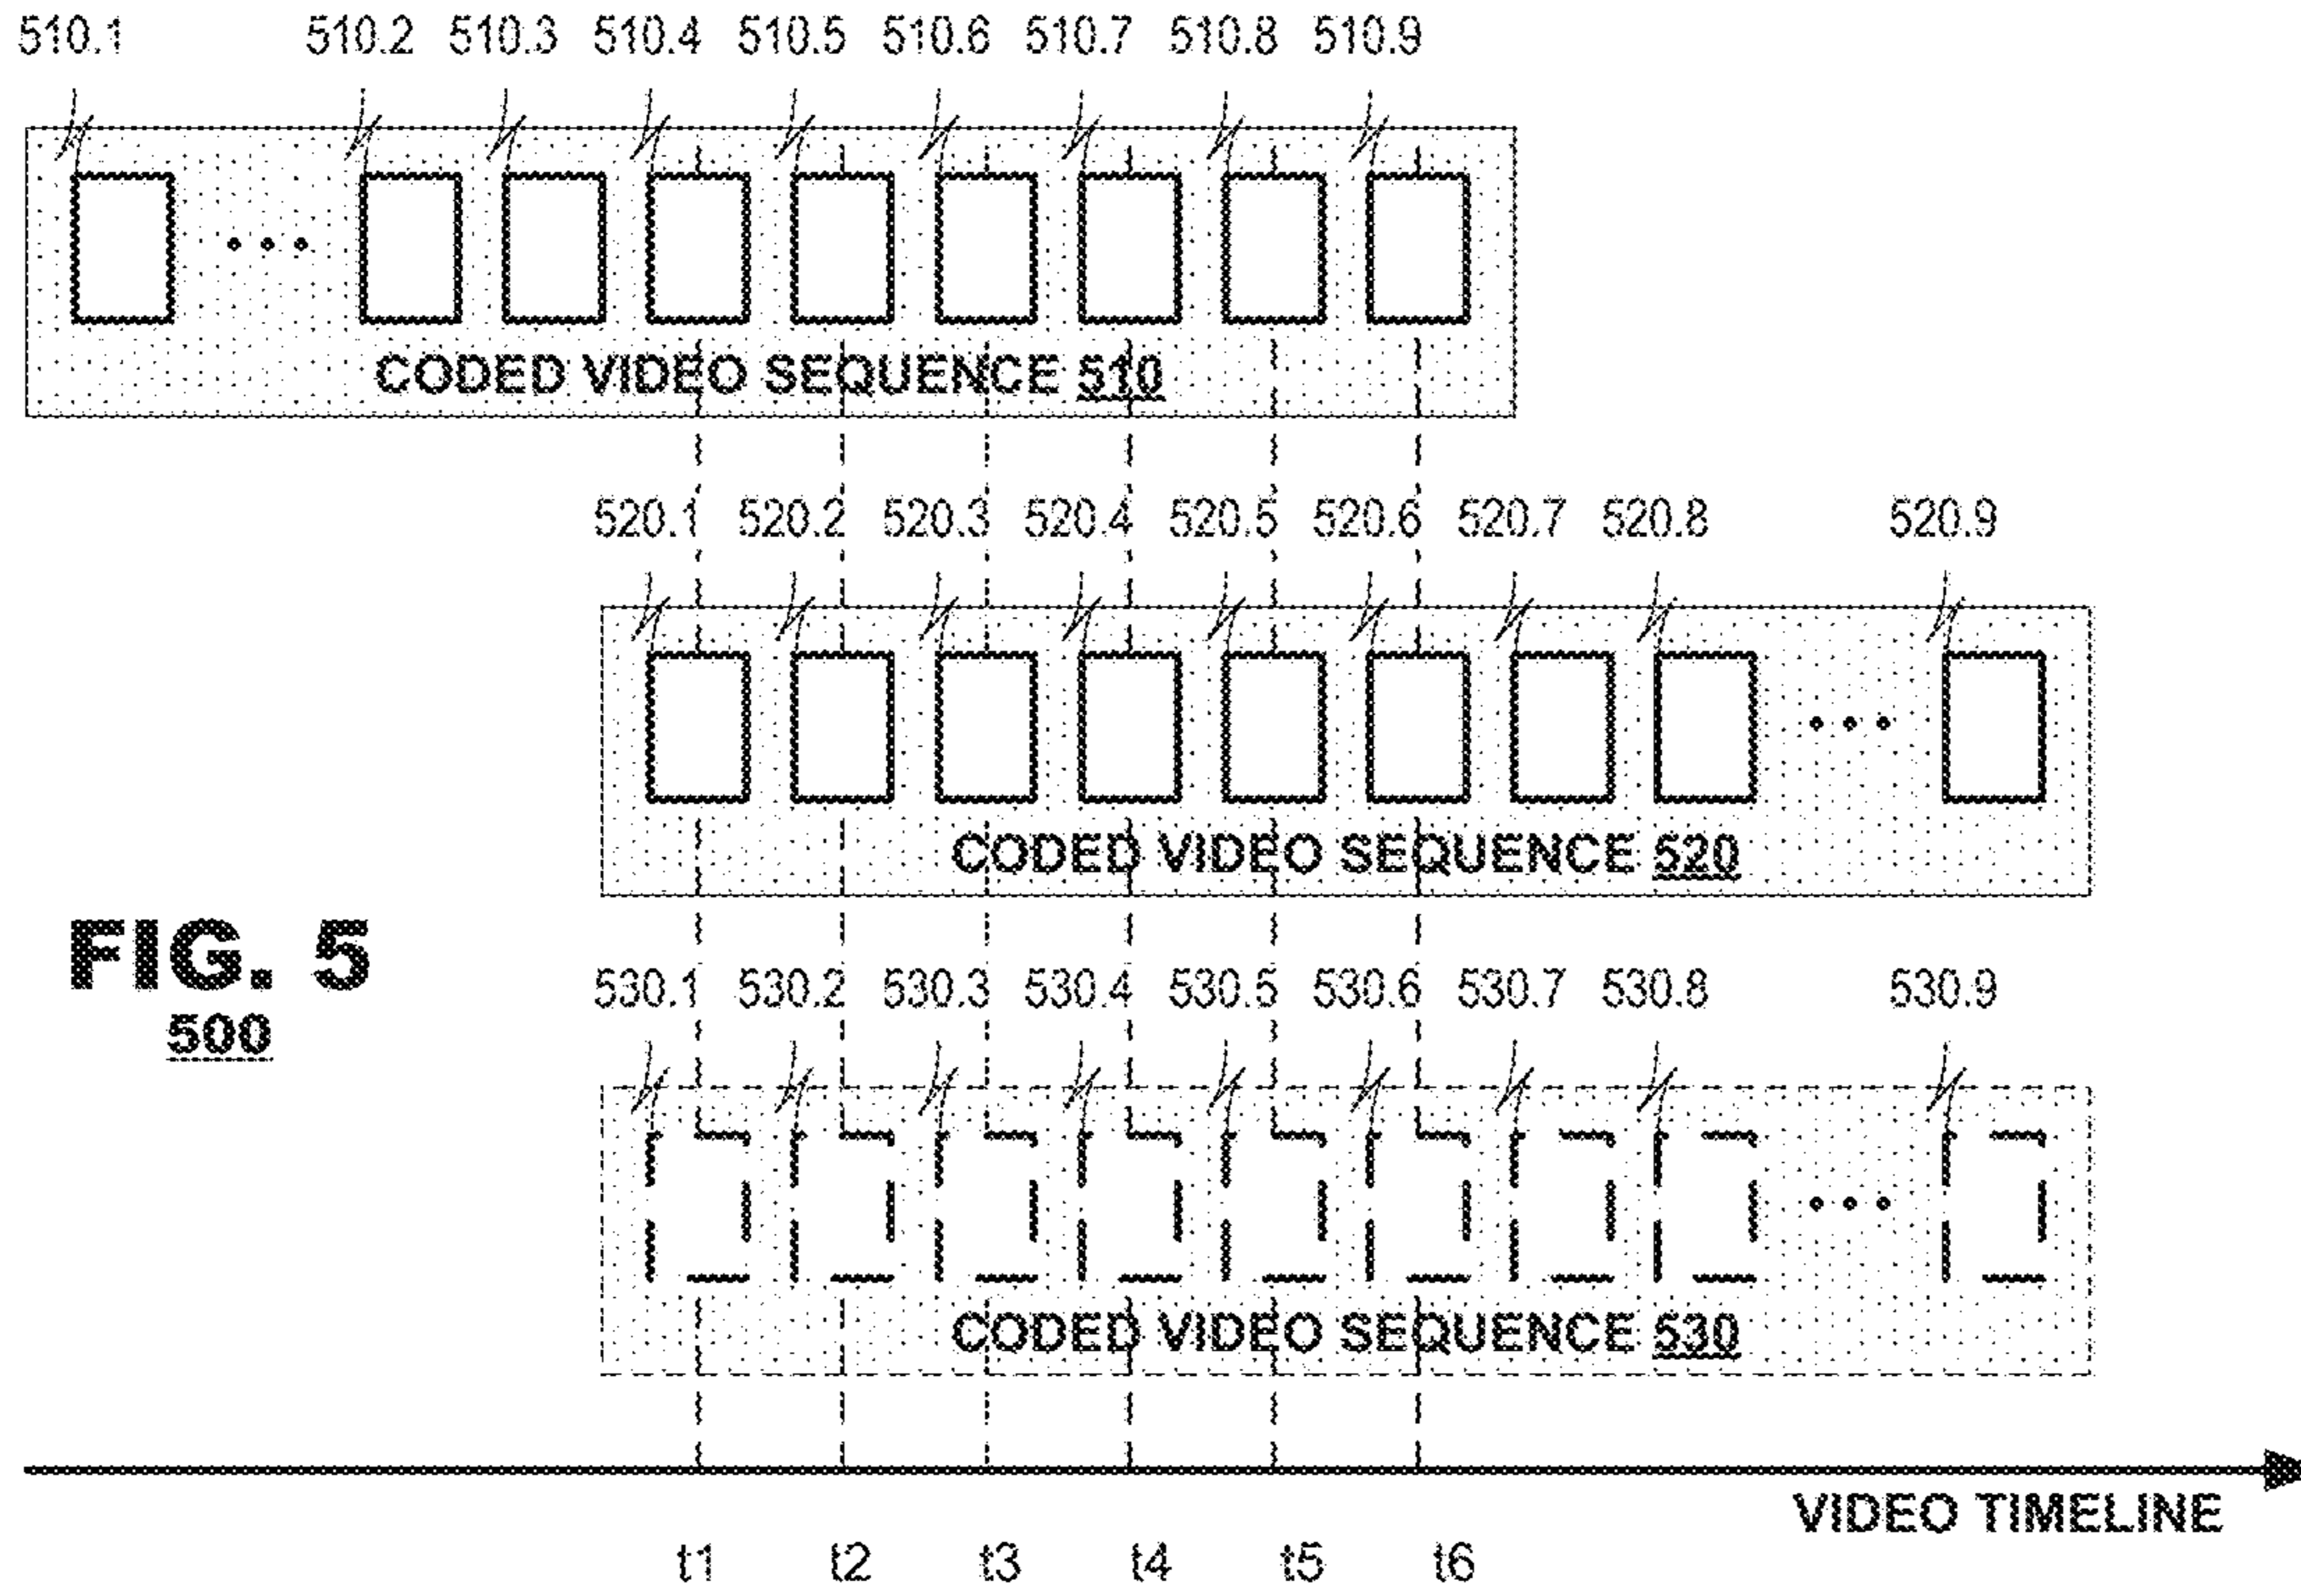 510.1 510.2 510.3 510.4 510.5 510.6 510.7 510.8 510.9
CODED VIDEO SEQUENCE 510
520.1 520.2 520.3 520.4 520.5 520.6 520.7 520.8 520.9
CODED VIDEO SEQUENCE 520
FIG. 5
500
530.1 530.2 530.3 530.4 530.5 530.6 530.7 530.8 530.9
CODED VIDEO SEQUENCE 530
VIDEO TIMELINE
t1 t2 t3 t4 t5 t6